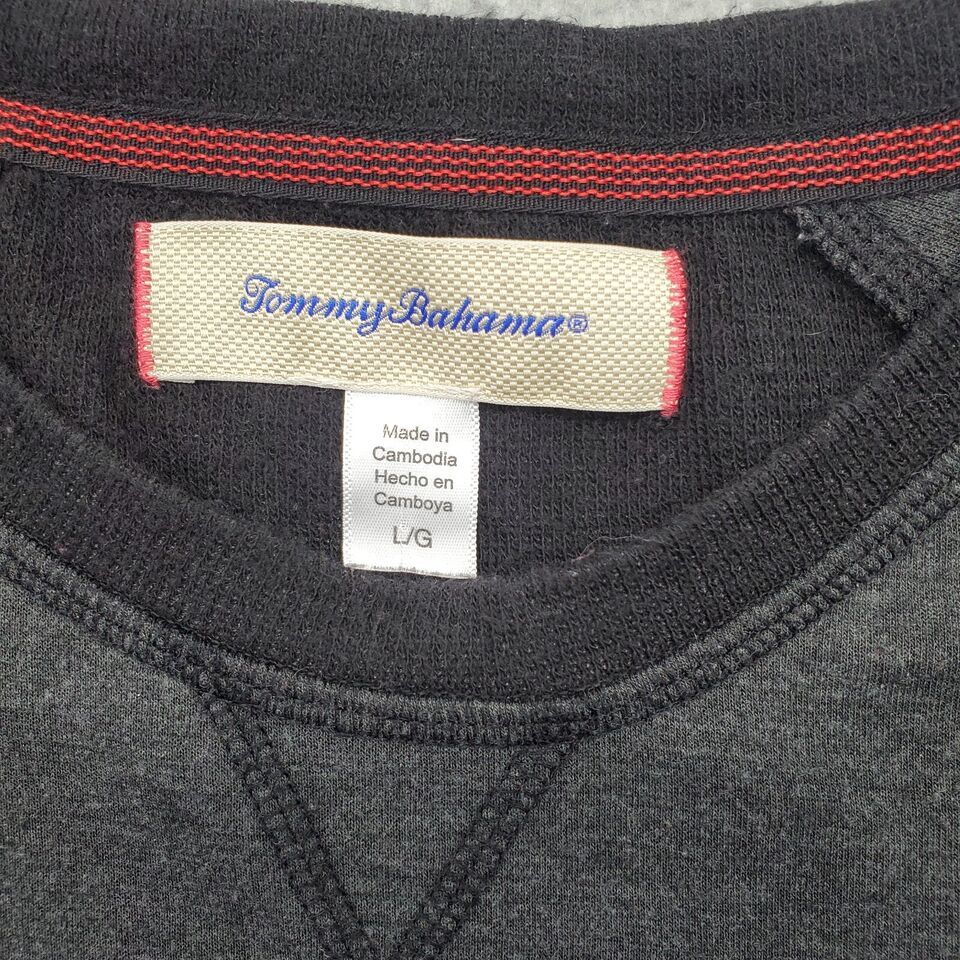 Tommy Bahama®
Made in
Cambodia
Hecho en
Camboya
L/G